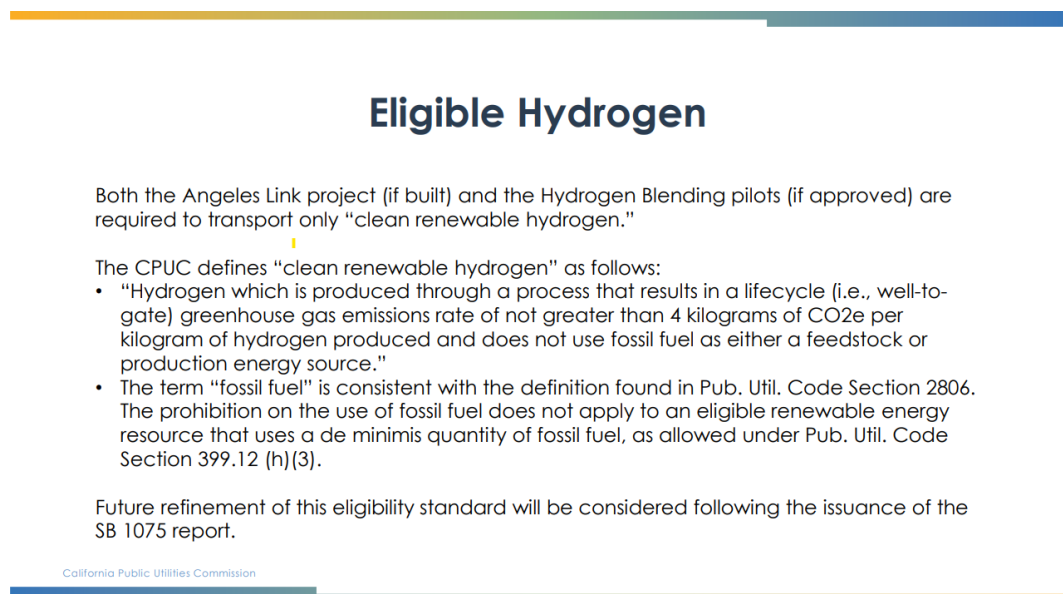 Eligible Hydrogen
Both the Angeles Link project (if built) and the Hydrogen Blending pilots (if approved) are
required to transport only “clean renewable hydrogen.”
The CPUC defines “clean renewable hydrogen” as follows:
• “Hydrogen which is produced through a process that results in a lifecycle (i.e., well-to-
gate) greenhouse gas emissions rate of not greater than 4 kilograms of CO2e per
kilogram of hydrogen produced and does not use fossil fuel as either a feedstock or
production energy source.”
• The term “fossil fuel” is consistent with the definition found in Pub. Util. Code Section 2806.
The prohibition on the use of fossil fuel does not apply to an eligible renewable energy
resource that uses a de minimis quantity of fossil fuel, as allowed under Pub. Util. Code
Section 399.12 (h)(3).
Future refinement of this eligibility standard will be considered following the issuance of the
SB 1075 report.
California Public Utilities Commission